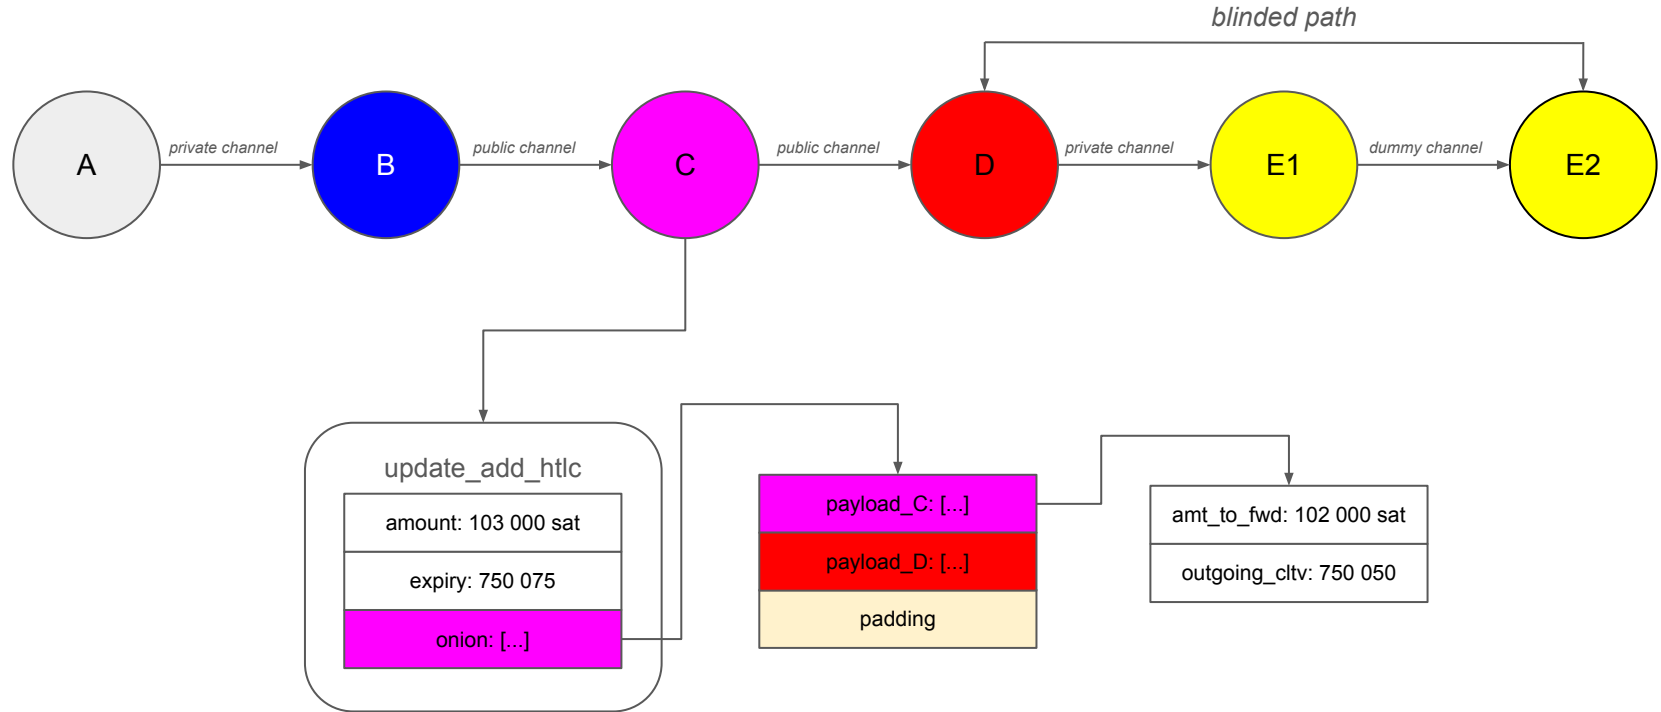 blinded path
A
private channel
B
public channel
C
public channel
D
private channel
E1
dummy channel
E2
update_add_htlc
amount: 103 000 sat
expiry: 750 075
onion: [...]
payload_C: [...]
payload_D: [...]
padding
amt_to_fwd: 102 000 sat
outgoing_cltv: 750 050